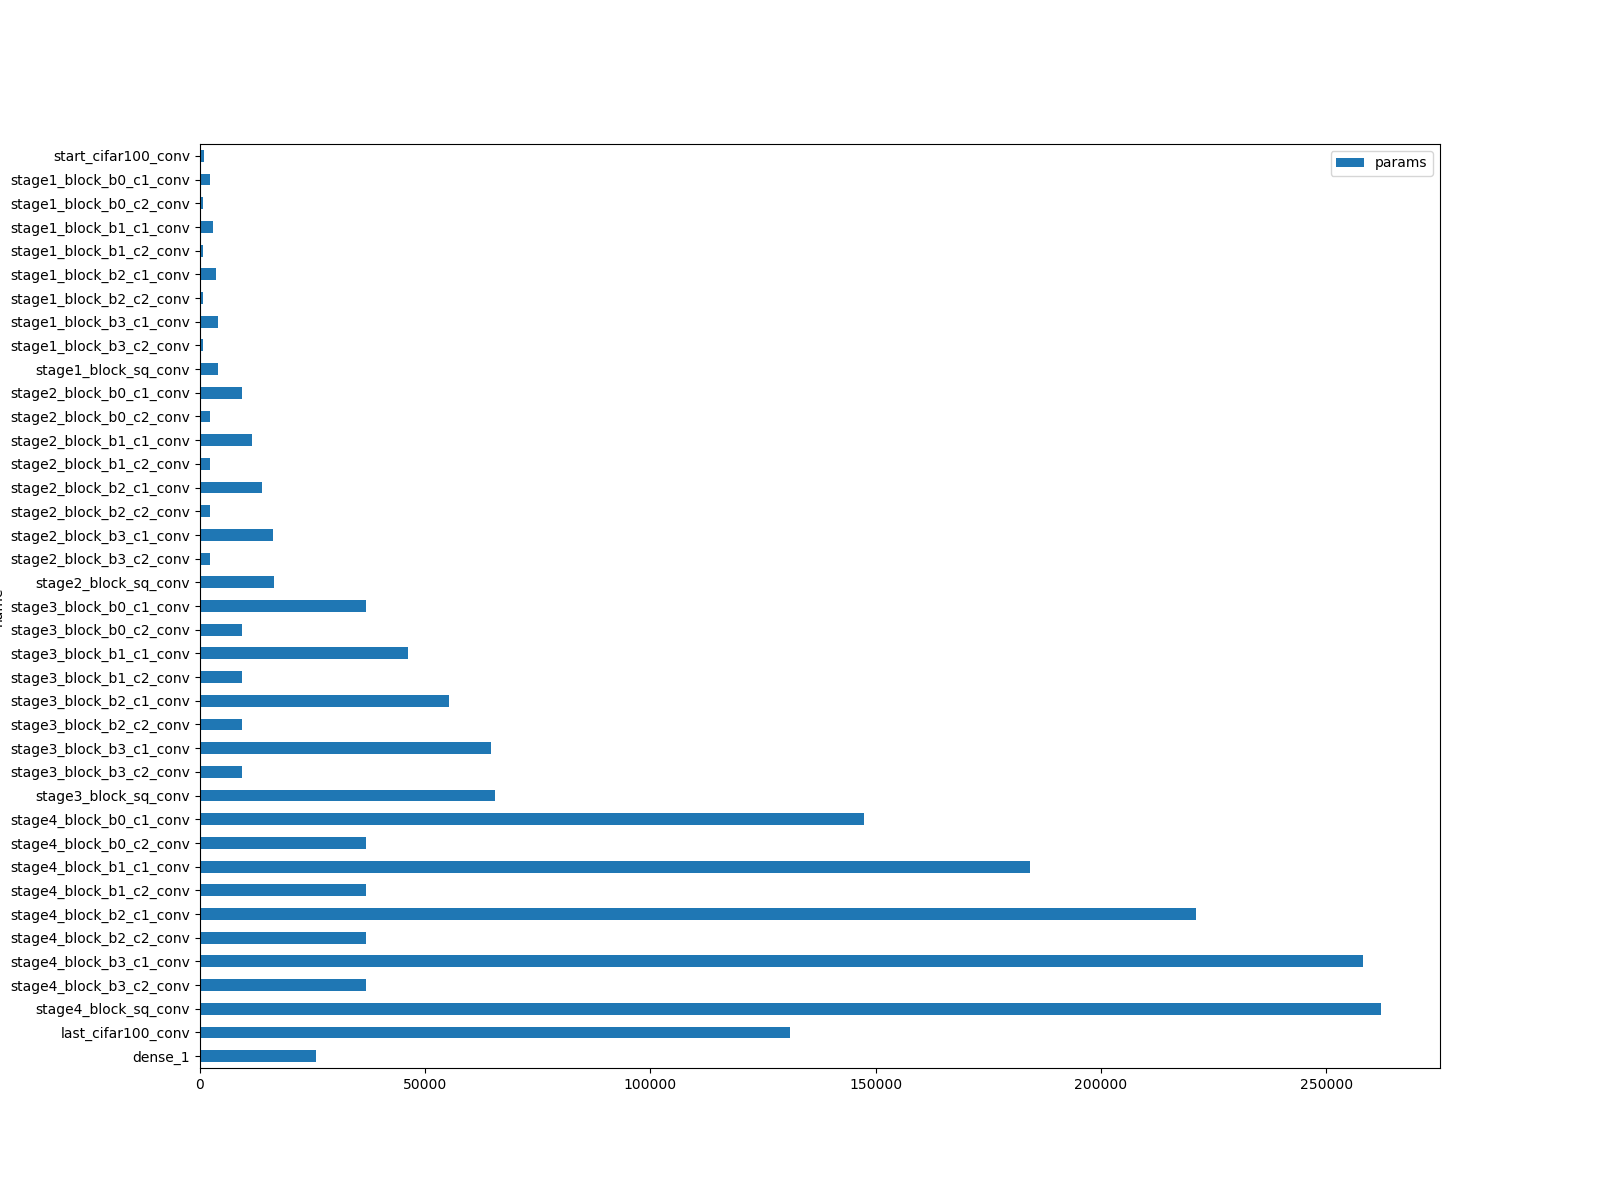 start_cifar100_conv
stage1_block_b0_c1_conv
stage1_block_b0_c2_conv
stage1_block_b1_c1_conv
stage1_block_b1_c2_conv
stage1_block_b2_c1_conv
stage1_block_b2_c2_conv
stage1_block_b3_c1_conv
stage1_block_b3_c2_conv
stage1_block_sq_conv
stage2_block_b0_c1_conv
stage2_block_b0_c2_conv
stage2_block_b1_c1_conv
stage2_block_b1_c2_conv
stage2_block_b2_c1_conv
stage2_block_b2_c2_conv
stage2_block_b3_c1_conv
stage2_block_b3_c2_conv
stage2_block_sq_conv
stage3_block_b0_c1_conv
stage3_block_b0_c2_conv
stage3_block_b1_c1_conv
stage3_block_b1_c2_conv
stage3_block_b2_c1_conv
stage3_block_b2_c2_conv
stage3_block_b3_c1_conv
stage3_block_b3_c2_conv
stage3_block_sq_conv
stage4_block_b0_c1_conv
stage4_block_b0_c2_conv
stage4_block_b1_c1_conv
stage4_block_b1_c2_conv
stage4_block_b2_c1_conv
stage4_block_b2_c2_conv
stage4_block_b3_c1_conv
stage4_block_b3_c2_conv
stage4_block_sq_conv
last_cifar100_conv
dense_1
0 50000 100000 150000 200000 250000
params